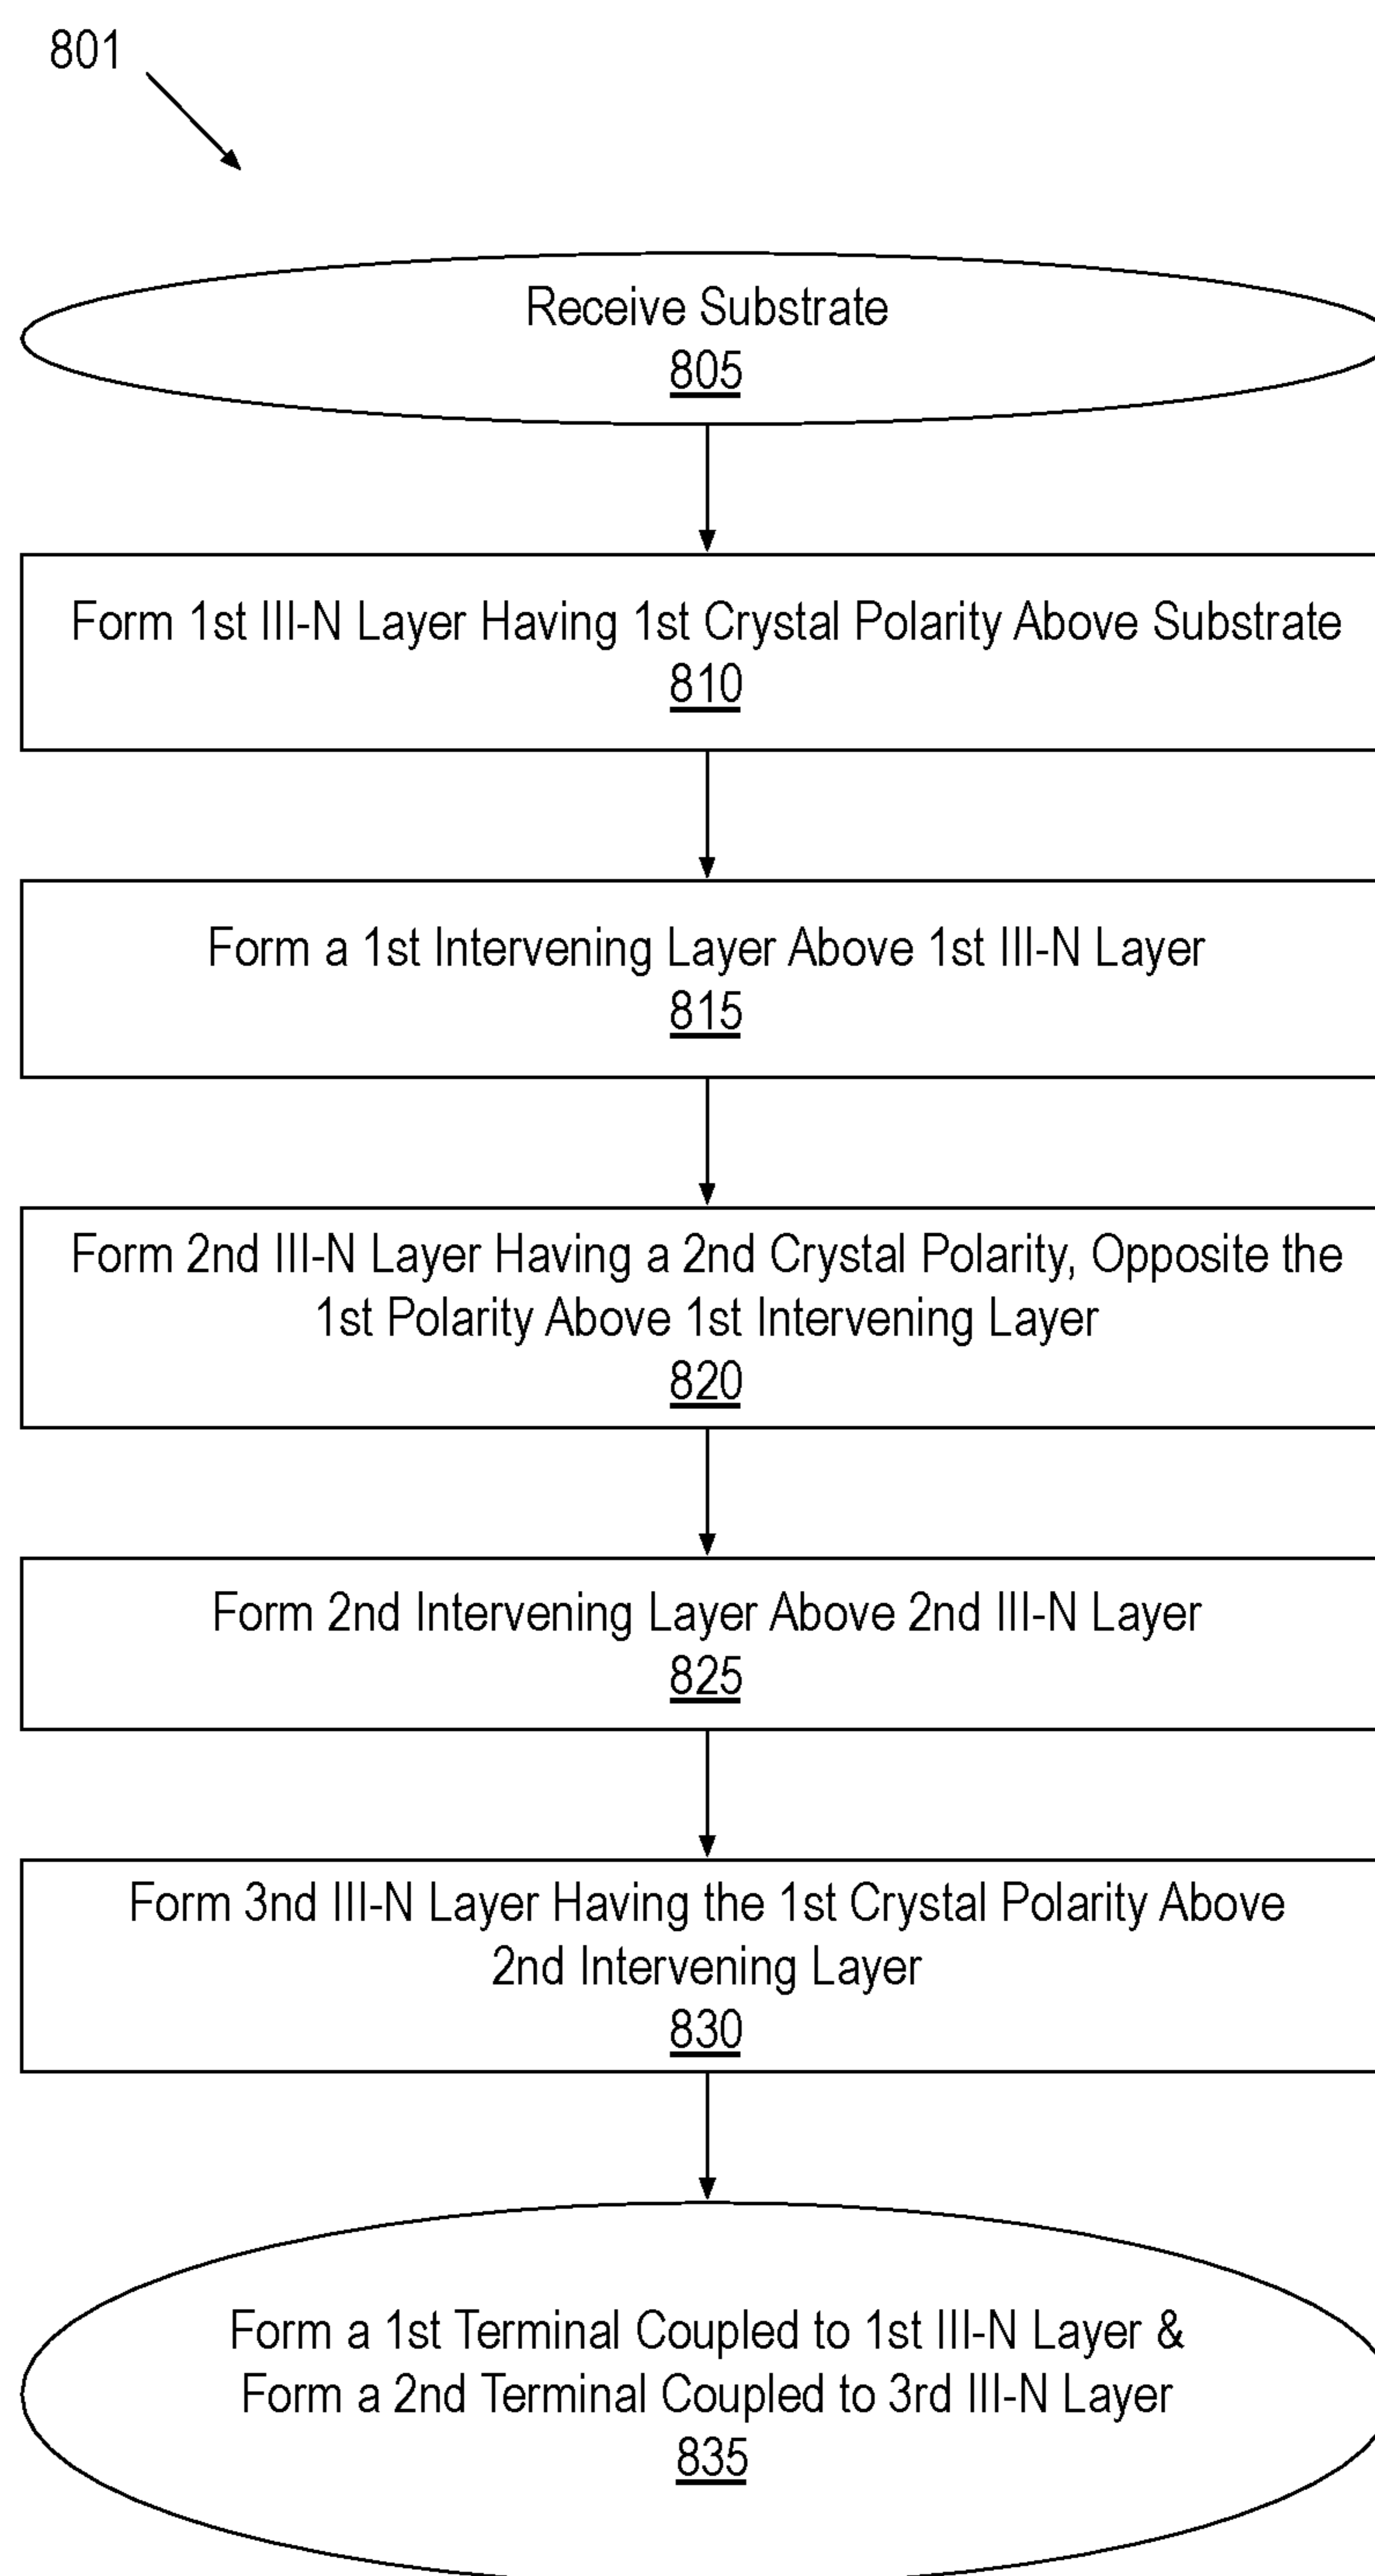 801
Receive Substrate
805
Form 1st III-N Layer Having 1st Crystal Polarity Above Substrate
810
Form a 1st Intervening Layer Above 1st III-N Layer
815
Form 2nd III-N Layer Having a 2nd Crystal Polarity, Opposite the
1st Polarity Above 1st Intervening Layer
820
Form 2nd Intervening Layer Above 2nd III-N Layer
825
Form 3nd III-N Layer Having the 1st Crystal Polarity Above
2nd Intervening Layer
830
Form a 1st Terminal Coupled to 1st III-N Layer &
Form a 2nd Terminal Coupled to 3rd III-N Layer
835